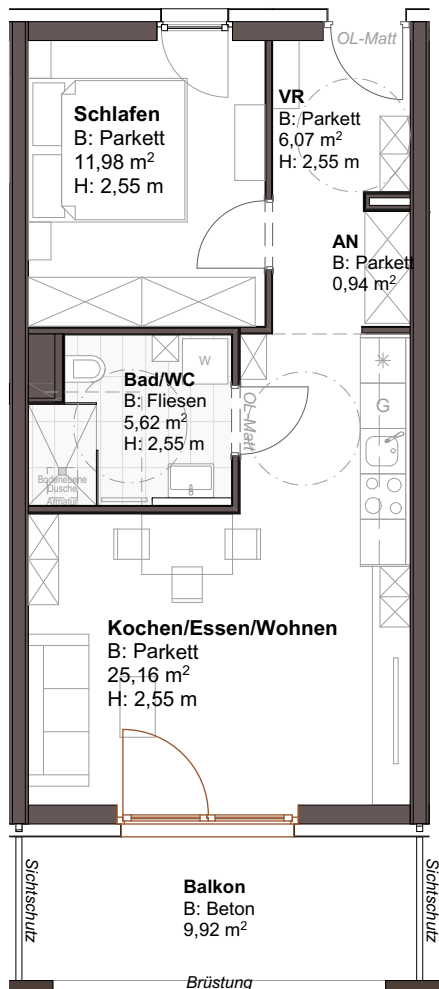 OL-Matt
Schlafen
B: Parkett
11,98 m²
H: 2,55 m
VR
B: Parkett
6,07 m²
H: 2,55 m
AN
B: Parkett
0,94 m²
Bad/WC
B: Fliesen
5,62 m²
H: 2,55 m
W
OL-Matt
G
Bodenebene
Dusche
Armatur
Kochen/Essen/Wohnen
B: Parkett
25,16 m²
H: 2,55 m
Sichtschutz
Balkon
B: Beton
9,92 m²
Sichtschutz
Brüstung